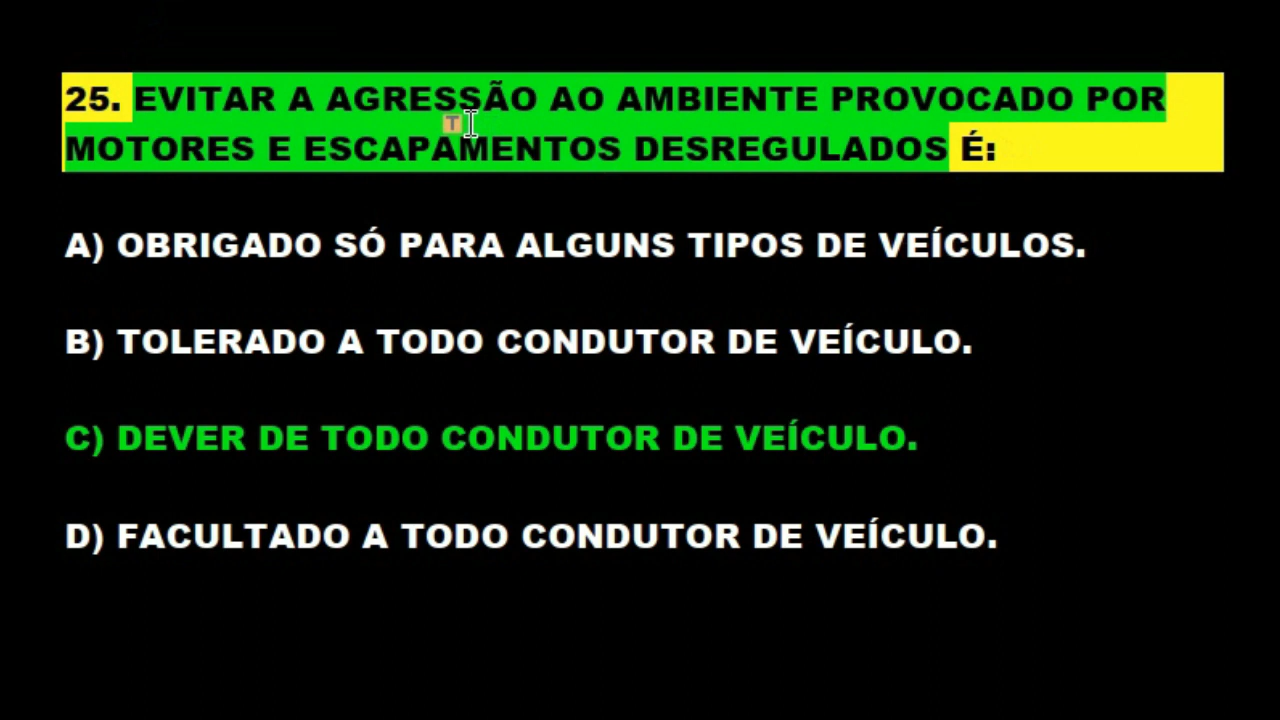 25. EVITAR A AGRESSÃO AO AMBIENTE PROVOCADO POR
MOTORES E ESCAPAMENTOS DESREGULADOS É:
A) OBRIGADO SÓ PARA ALGUNS TIPOS DE VEÍCULOS.
B) TOLERADO A TODO CONDUTOR DE VEÍCULO.
C) DEVER DE TODO CONDUTOR DE VEÍCULO.
D) FACULTADO A TODO CONDUTOR DE VEÍCULO.